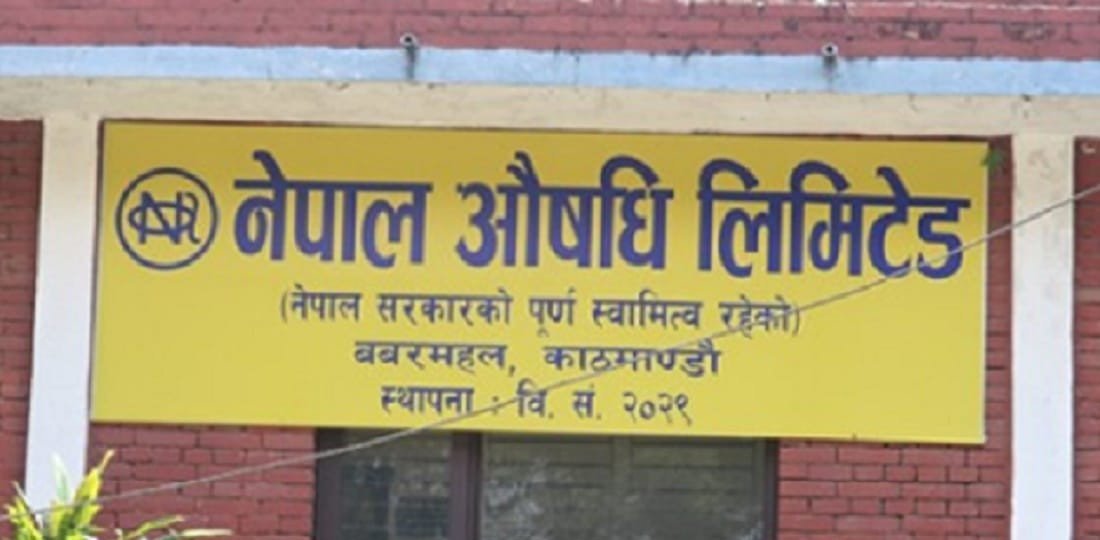 नेपाल औषधि लिमिटेड
(नेपाल सरकारको पूर्ण स्वामित्व रहेको)
बबरमहल, काठमाण्डौ
स्थापना : वि. सं. २०२९